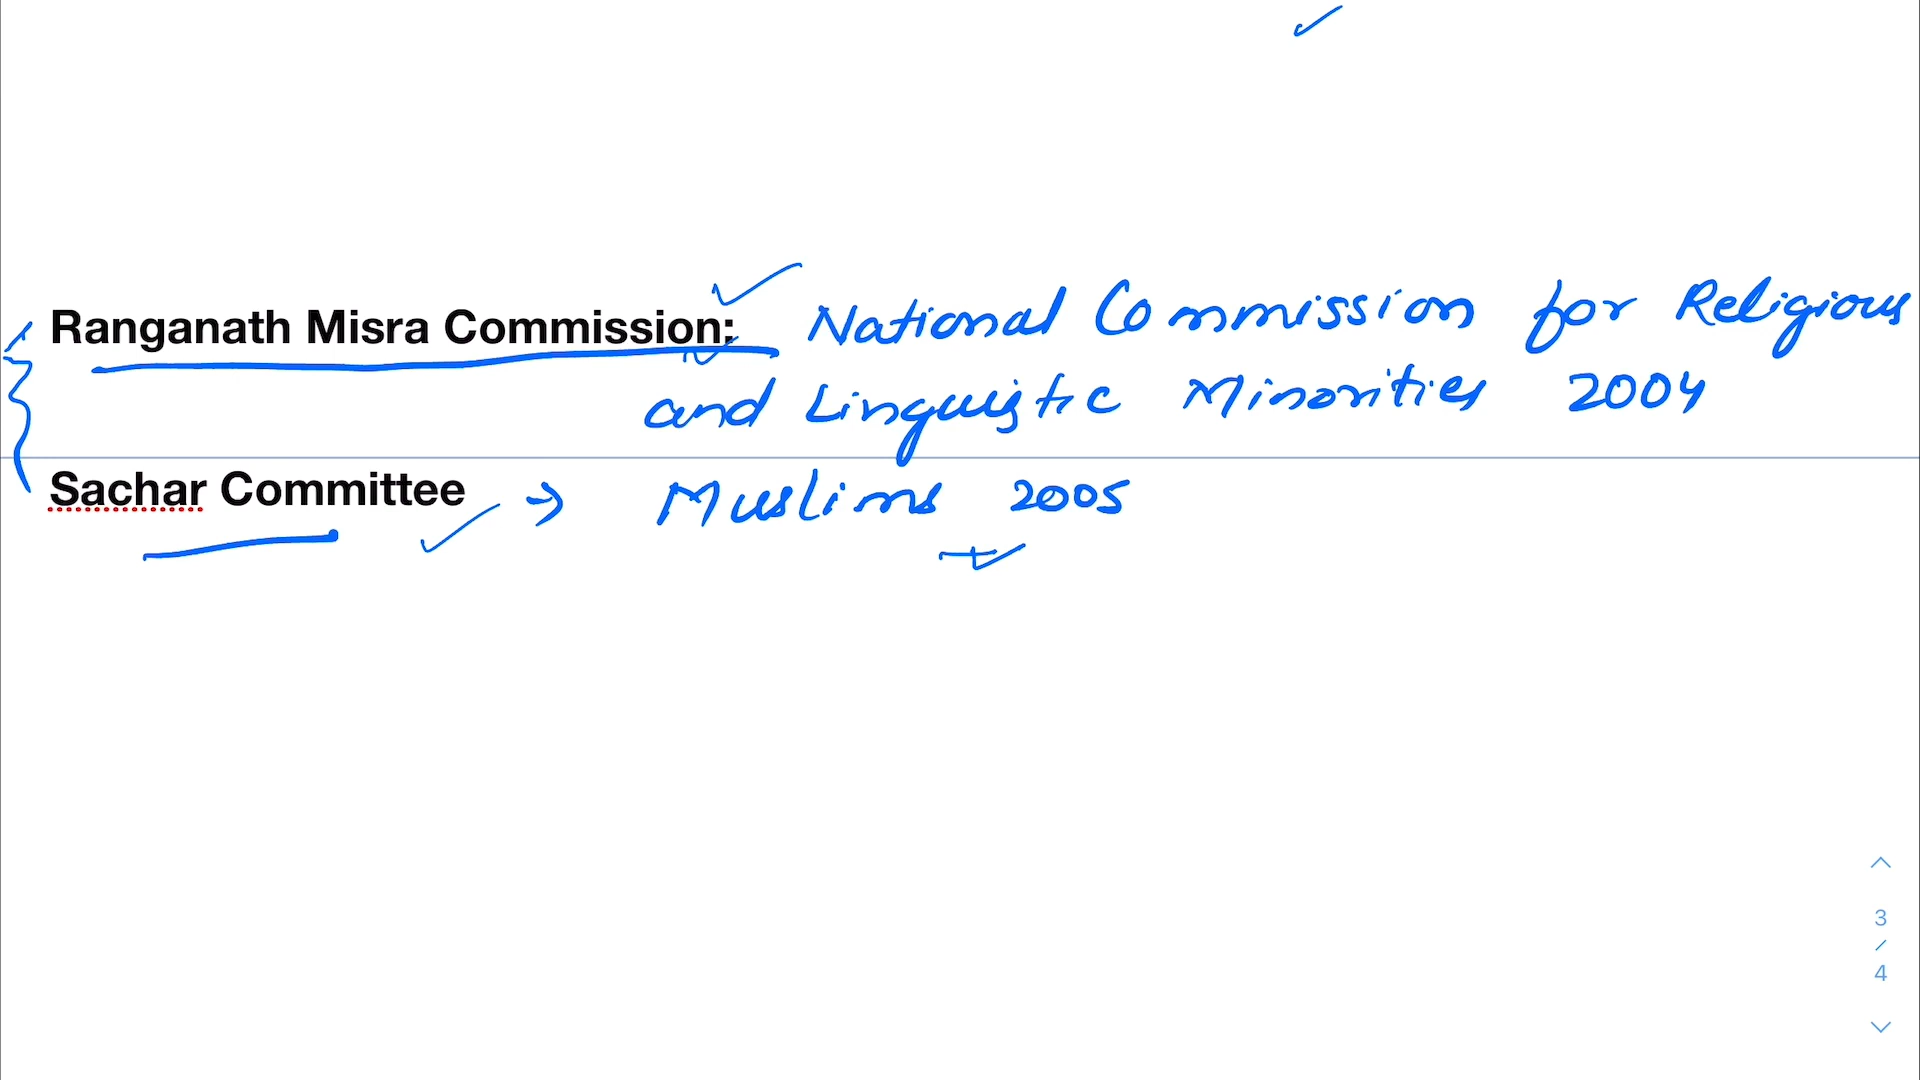 Ranganath Misra Commission: National Commission for Religious
and Linguistic Minorities 2004
Sachar Committee → Muslims 2005
3
/
4